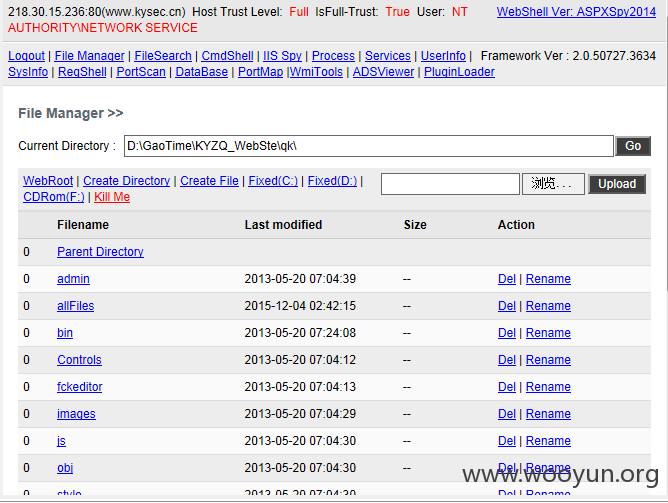 218.30.15.236:80(www.kysec.cn) Host Trust Level: Full IsFull-Trust: True User: NT AUTHORITY\NETWORK SERVICE
WebShell Ver: ASPXSpy2014
Logout | File Manager | FileSearch | CmdShell | IIS Spy | Process | Services | UserInfo |
Framework Ver : 2.0.50727.3634
SysInfo | RegShell | PortScan | DataBase | PortMap |WmiTools | ADSViewer | PluginLoader
File Manager >>
Current Directory : D:\GaoTime\KYZQ_WebSte\qk\ Go
WebRoot | Create Directory | Create File | Fixed(C:) | Fixed(D:) |
CDRom(F:) | Kill Me
浏览... Upload
Filename Last modified Size Action
0 Parent Directory
0 admin 2013-05-20 07:04:39 -- Del | Rename
0 allFiles 2015-12-04 02:42:15 -- Del | Rename
0 bin 2013-05-20 07:24:08 -- Del | Rename
0 Controls 2013-05-20 07:04:12 -- Del | Rename
0 fckeditor 2013-05-20 07:04:13 -- Del | Rename
0 images 2013-05-20 07:04:29 -- Del | Rename
0 js 2013-05-20 07:04:30 -- Del | Rename
0 obj 2013-05-20 07:04:30 -- Del | Rename
0 style 2013-05-20 07:04:30 -- Del | Rename
www.wooyun.org